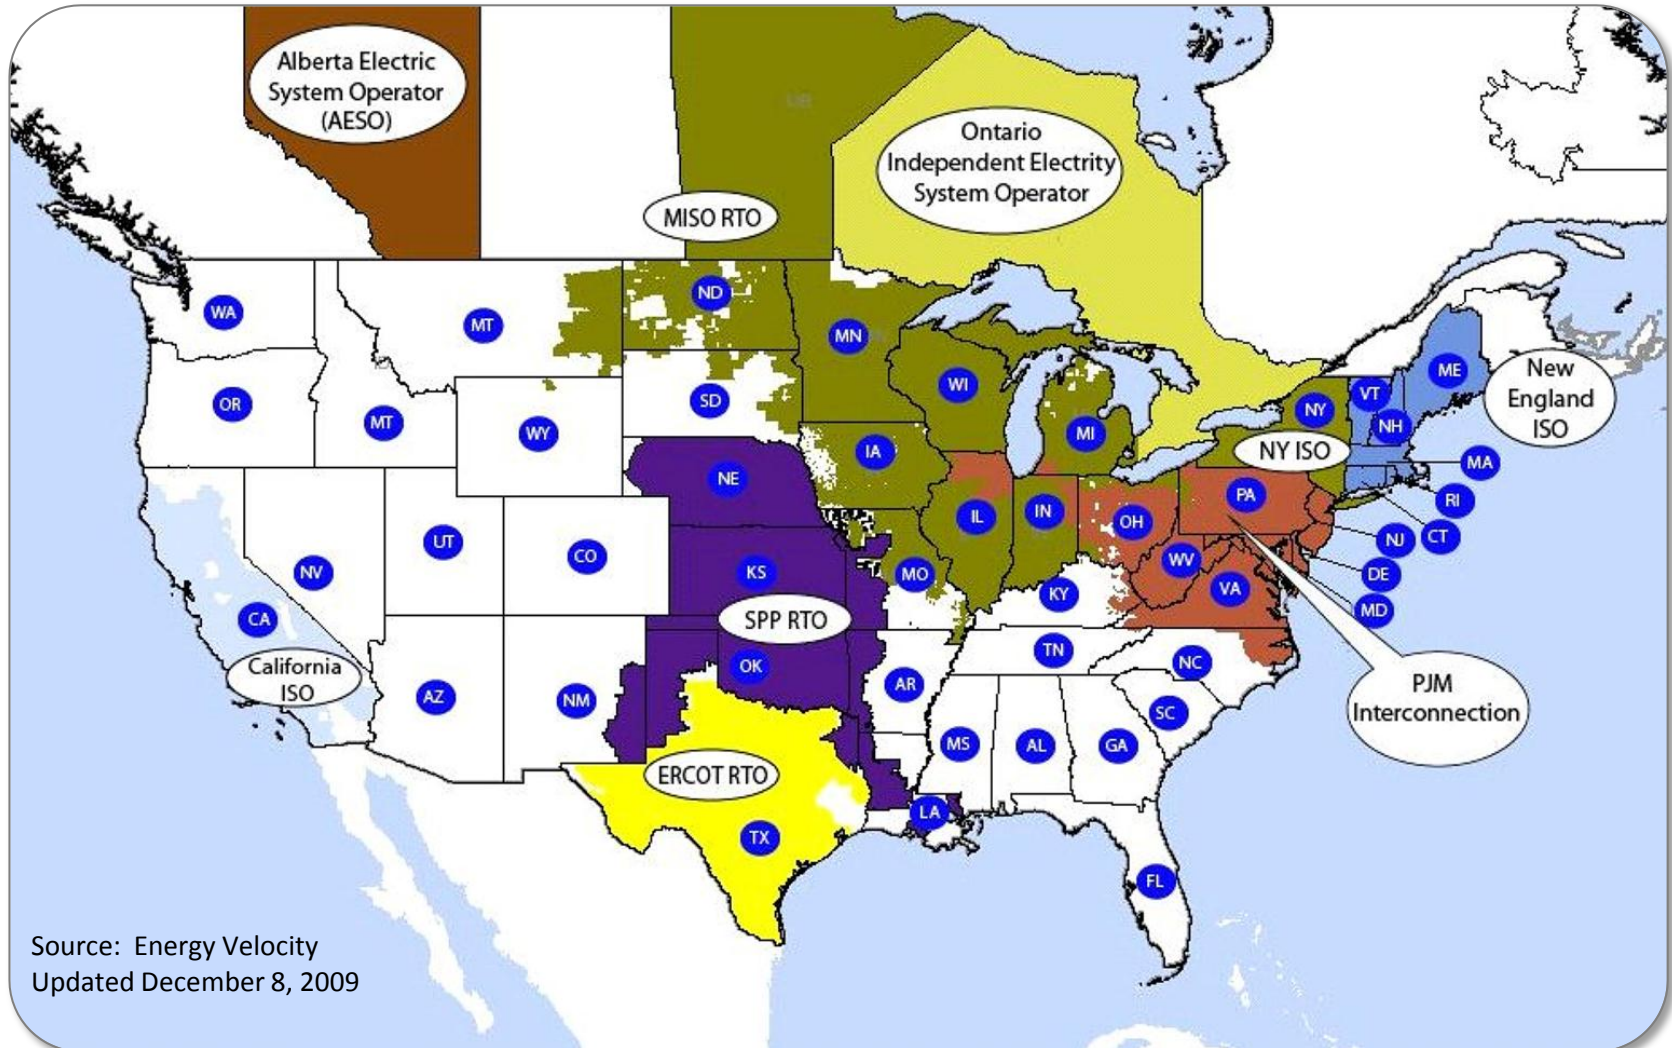 Alberta Electric
System Operator
(AESO)
Ontario
Independent Electrity
System Operator
MISO RTO
WA
MT
ND
MN
OR
MT
WY
SD
WI
MI
NY
VT
ME
NH
New
England
ISO
NY ISO
MA
RI
CT
NJ
DE
MD
IA
NE
IL
IN
OH
PA
WV
VA
NV
UT
CO
KS
MO
KY
CA
California
ISO
SPP RTO
OK
AZ
NM
AR
TN
NC
SC
MS
AL
GA
PJM
Interconnection
ERCOT RTO
TX
LA
FL
Source: Energy Velocity
Updated December 8, 2009